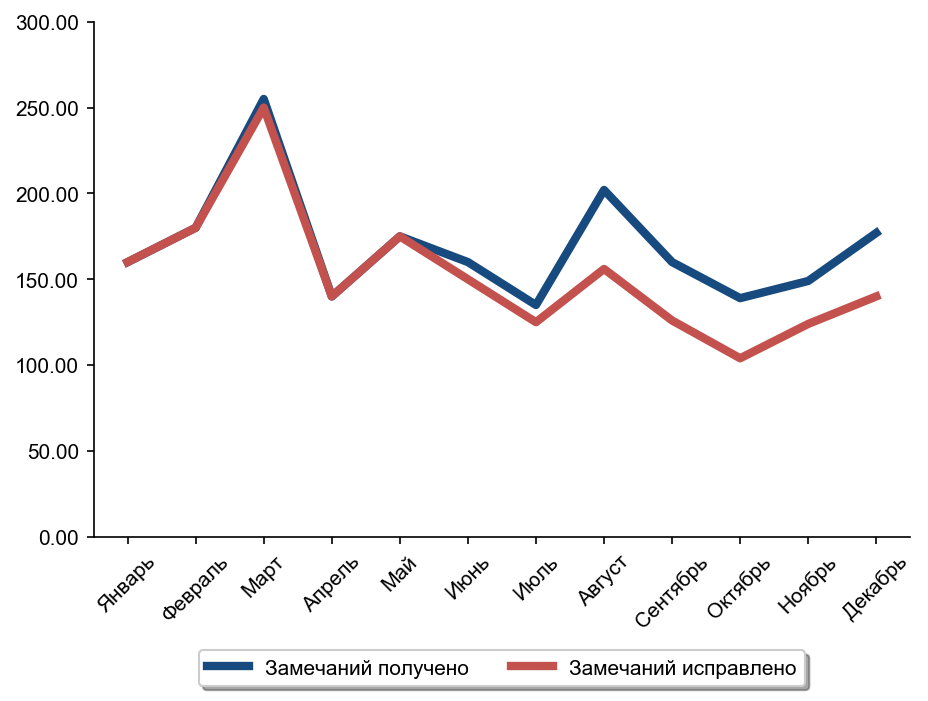 300.00
250.00
200.00
150.00
100.00
50.00
0.00
Январь
Февраль
Март
Апрель
Май
Июнь
Июль
Август
Сентябрь
Октябрь
Ноябрь
Декабрь
Замечаний получено
Замечаний исправлено